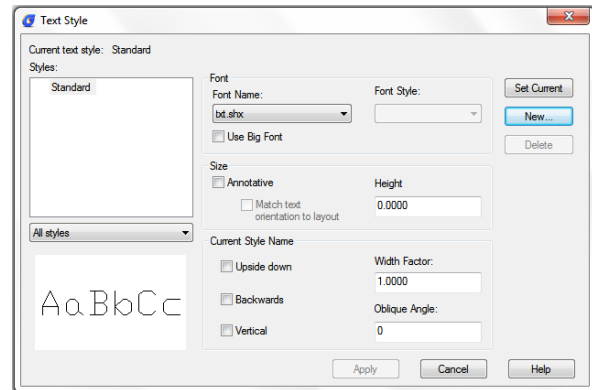 Text Style
Current text style: Standard
Styles:
Standard
All styles
AaBbCc
Font
Font Name:
txt.shx
Use Big Font
Font Style:
Size
Annotative
Match text
orientation to layout
Height
0.0000
Current Style Name
Upside down
Backwards
Vertical
Width Factor:
1.0000
Oblique Angle:
0
Set Current
New...
Delete
Apply
Cancel
Help